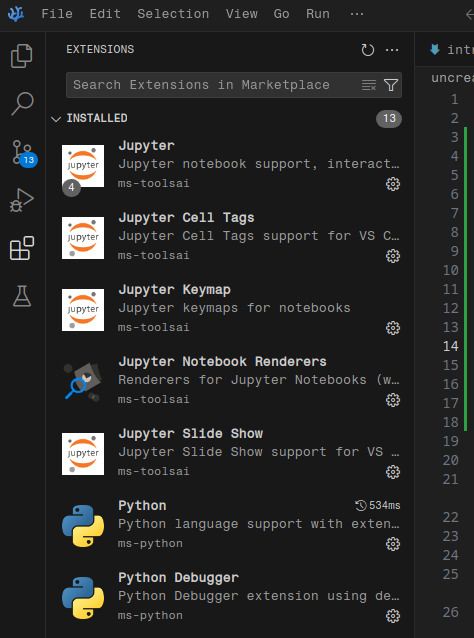 File Edit Selection View Go Run ···
EXTENSIONS
Search Extensions in Marketplace
INSTALLED 13
Jupyter
Jupyter notebook support, interact...
ms-toolsai
jupyter
4
13
Jupyter Cell Tags
Jupyter Cell Tags support for VS C...
ms-toolsai
jupyter
Jupyter Keymap
Jupyter keymaps for notebooks
ms-toolsai
jupyter
Jupyter Notebook Renderers
Renderers for Jupyter Notebooks (w...
ms-toolsai
Jupyter Slide Show
Jupyter Slide Show support for VS ...
ms-toolsai
jupyter
Python 534ms
Python language support with exten...
ms-python
Python Debugger
Python Debugger extension using de...
ms-python
intr
uncrea
1
2
3
4
5
6
7
8
9
10
11
12
13
14
15
16
17
18
19
20
21
22
23
24
25
26